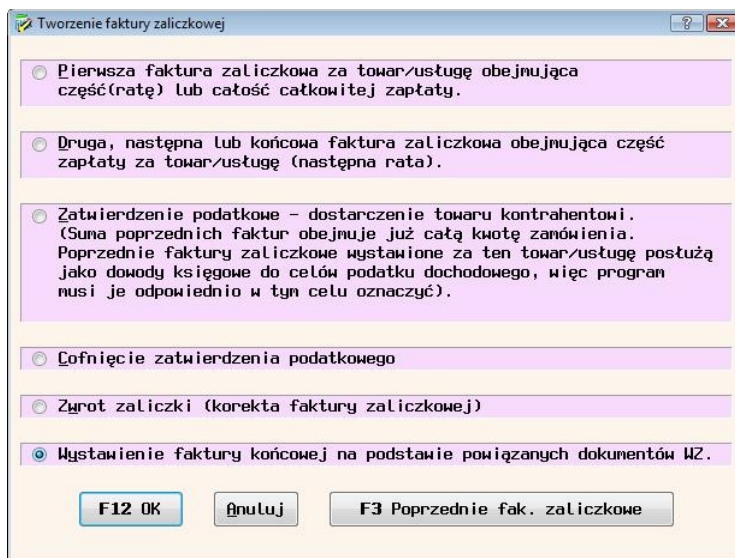 Tworzenie faktury zaliczkowej
?
Pierwsza faktura zaliczkowa za towar/usługę obejmująca
część(ratę) lub całość całkowitej zapłaty.
Druga, następna lub końcowa faktura zaliczkowa obejmująca część
zapłaty za towar/usługę (następna rata).
Zatwierdzenie podatkowe - dostarczenie towaru kontrahentowi.
(Suma poprzednich faktur obejmuje już całą kwotę zamówienia.
Poprzednie faktury zaliczkowe wystawione za ten towar/usługę posłużą
jako dowody księgowe do celów podatku dochodowego, więc program
musi je odpowiednio w tym celu oznaczyć).
Cofnięcie zatwierdzenia podatkowego
Zwrot zaliczki (korekta faktury zaliczkowej)
Wystawienie faktury końcowej na podstawie powiązanych dokumentów WZ.
F12 OK Anuluj F3 Poprzednie fak. zaliczkowe